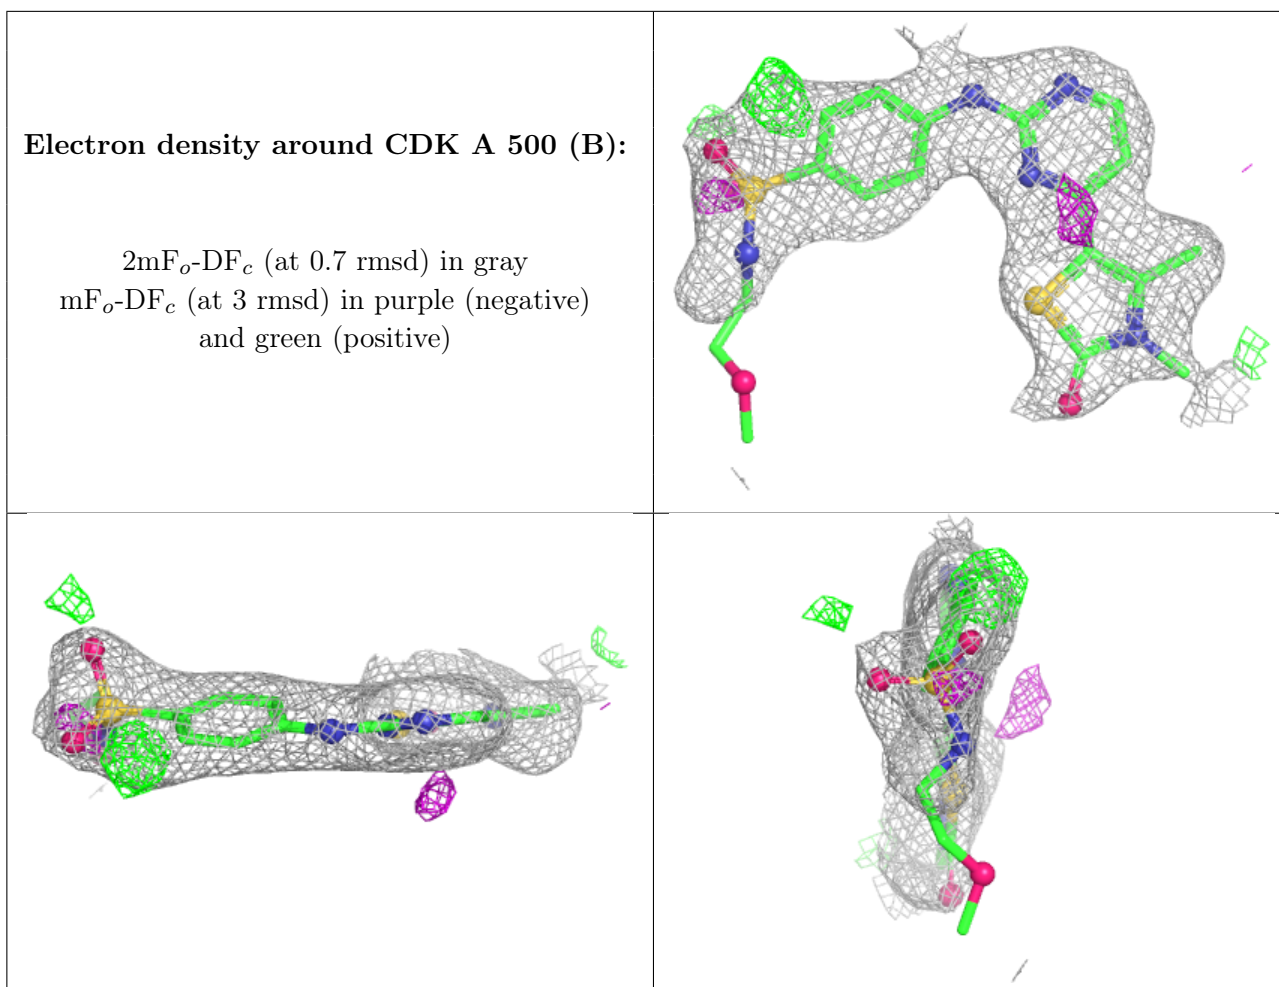 Electron density around CDK A 500 (B):
2mFₒ-DF𝒸 (at 0.7 rmsd) in gray
mFₒ-DF𝒸 (at 3 rmsd) in purple (negative)
and green (positive)